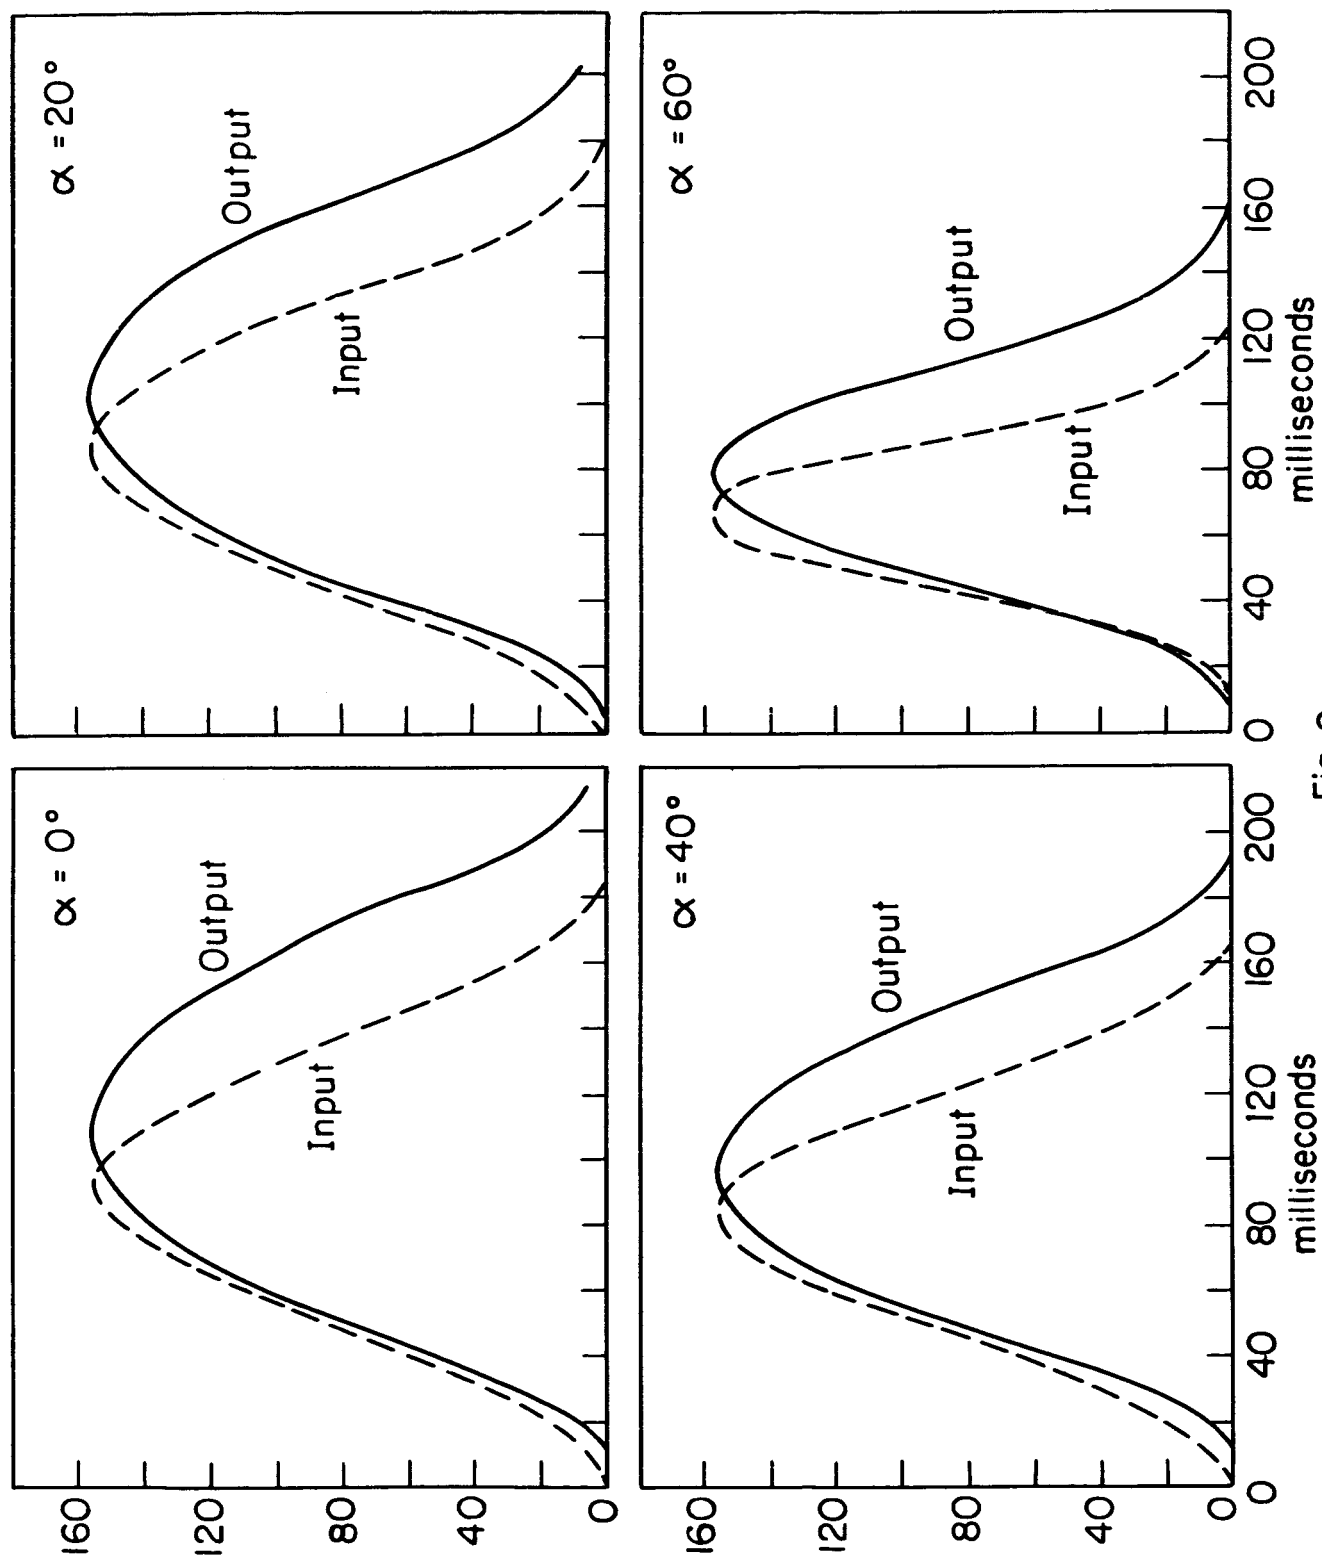 α = 0°
α = 20°
160
120
80
40
0
Output
Input
Output
Input
α = 40°
α = 60°
160
120
80
40
0
Output
Input
Output
Input
0 40 80 120 160 200
0 40 80 120 160 200
milliseconds
milliseconds
Fig.